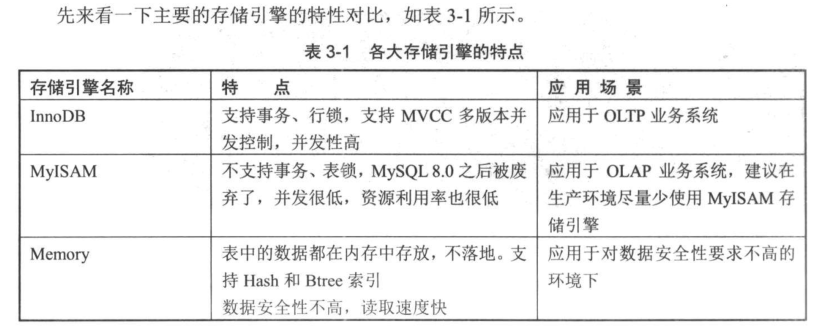 先来看一下主要的存储引擎的特性对比，如表 3-1 所示。
表 3-1 各大存储引擎的特点
存储引擎名称 特 点 应 用 场 景
InnoDB 支持事务、行锁，支持 MVCC 多版本并 应用于 OLTP 业务系统
发控制，并发性高
MyISAM 不支持事务、表锁，MySQL 8.0 之后被废 应用于 OLAP 业务系统，建议在
弃了，并发很低，资源利用率也很低 生产环境尽量少使用 MyISAM 存
储引擎
Memory 表中的数据都在内存中存放，不落地。支 应用于对数据安全性要求不高的
持 Hash 和 Btree 索引 环境下
数据安全性不高，读取速度快